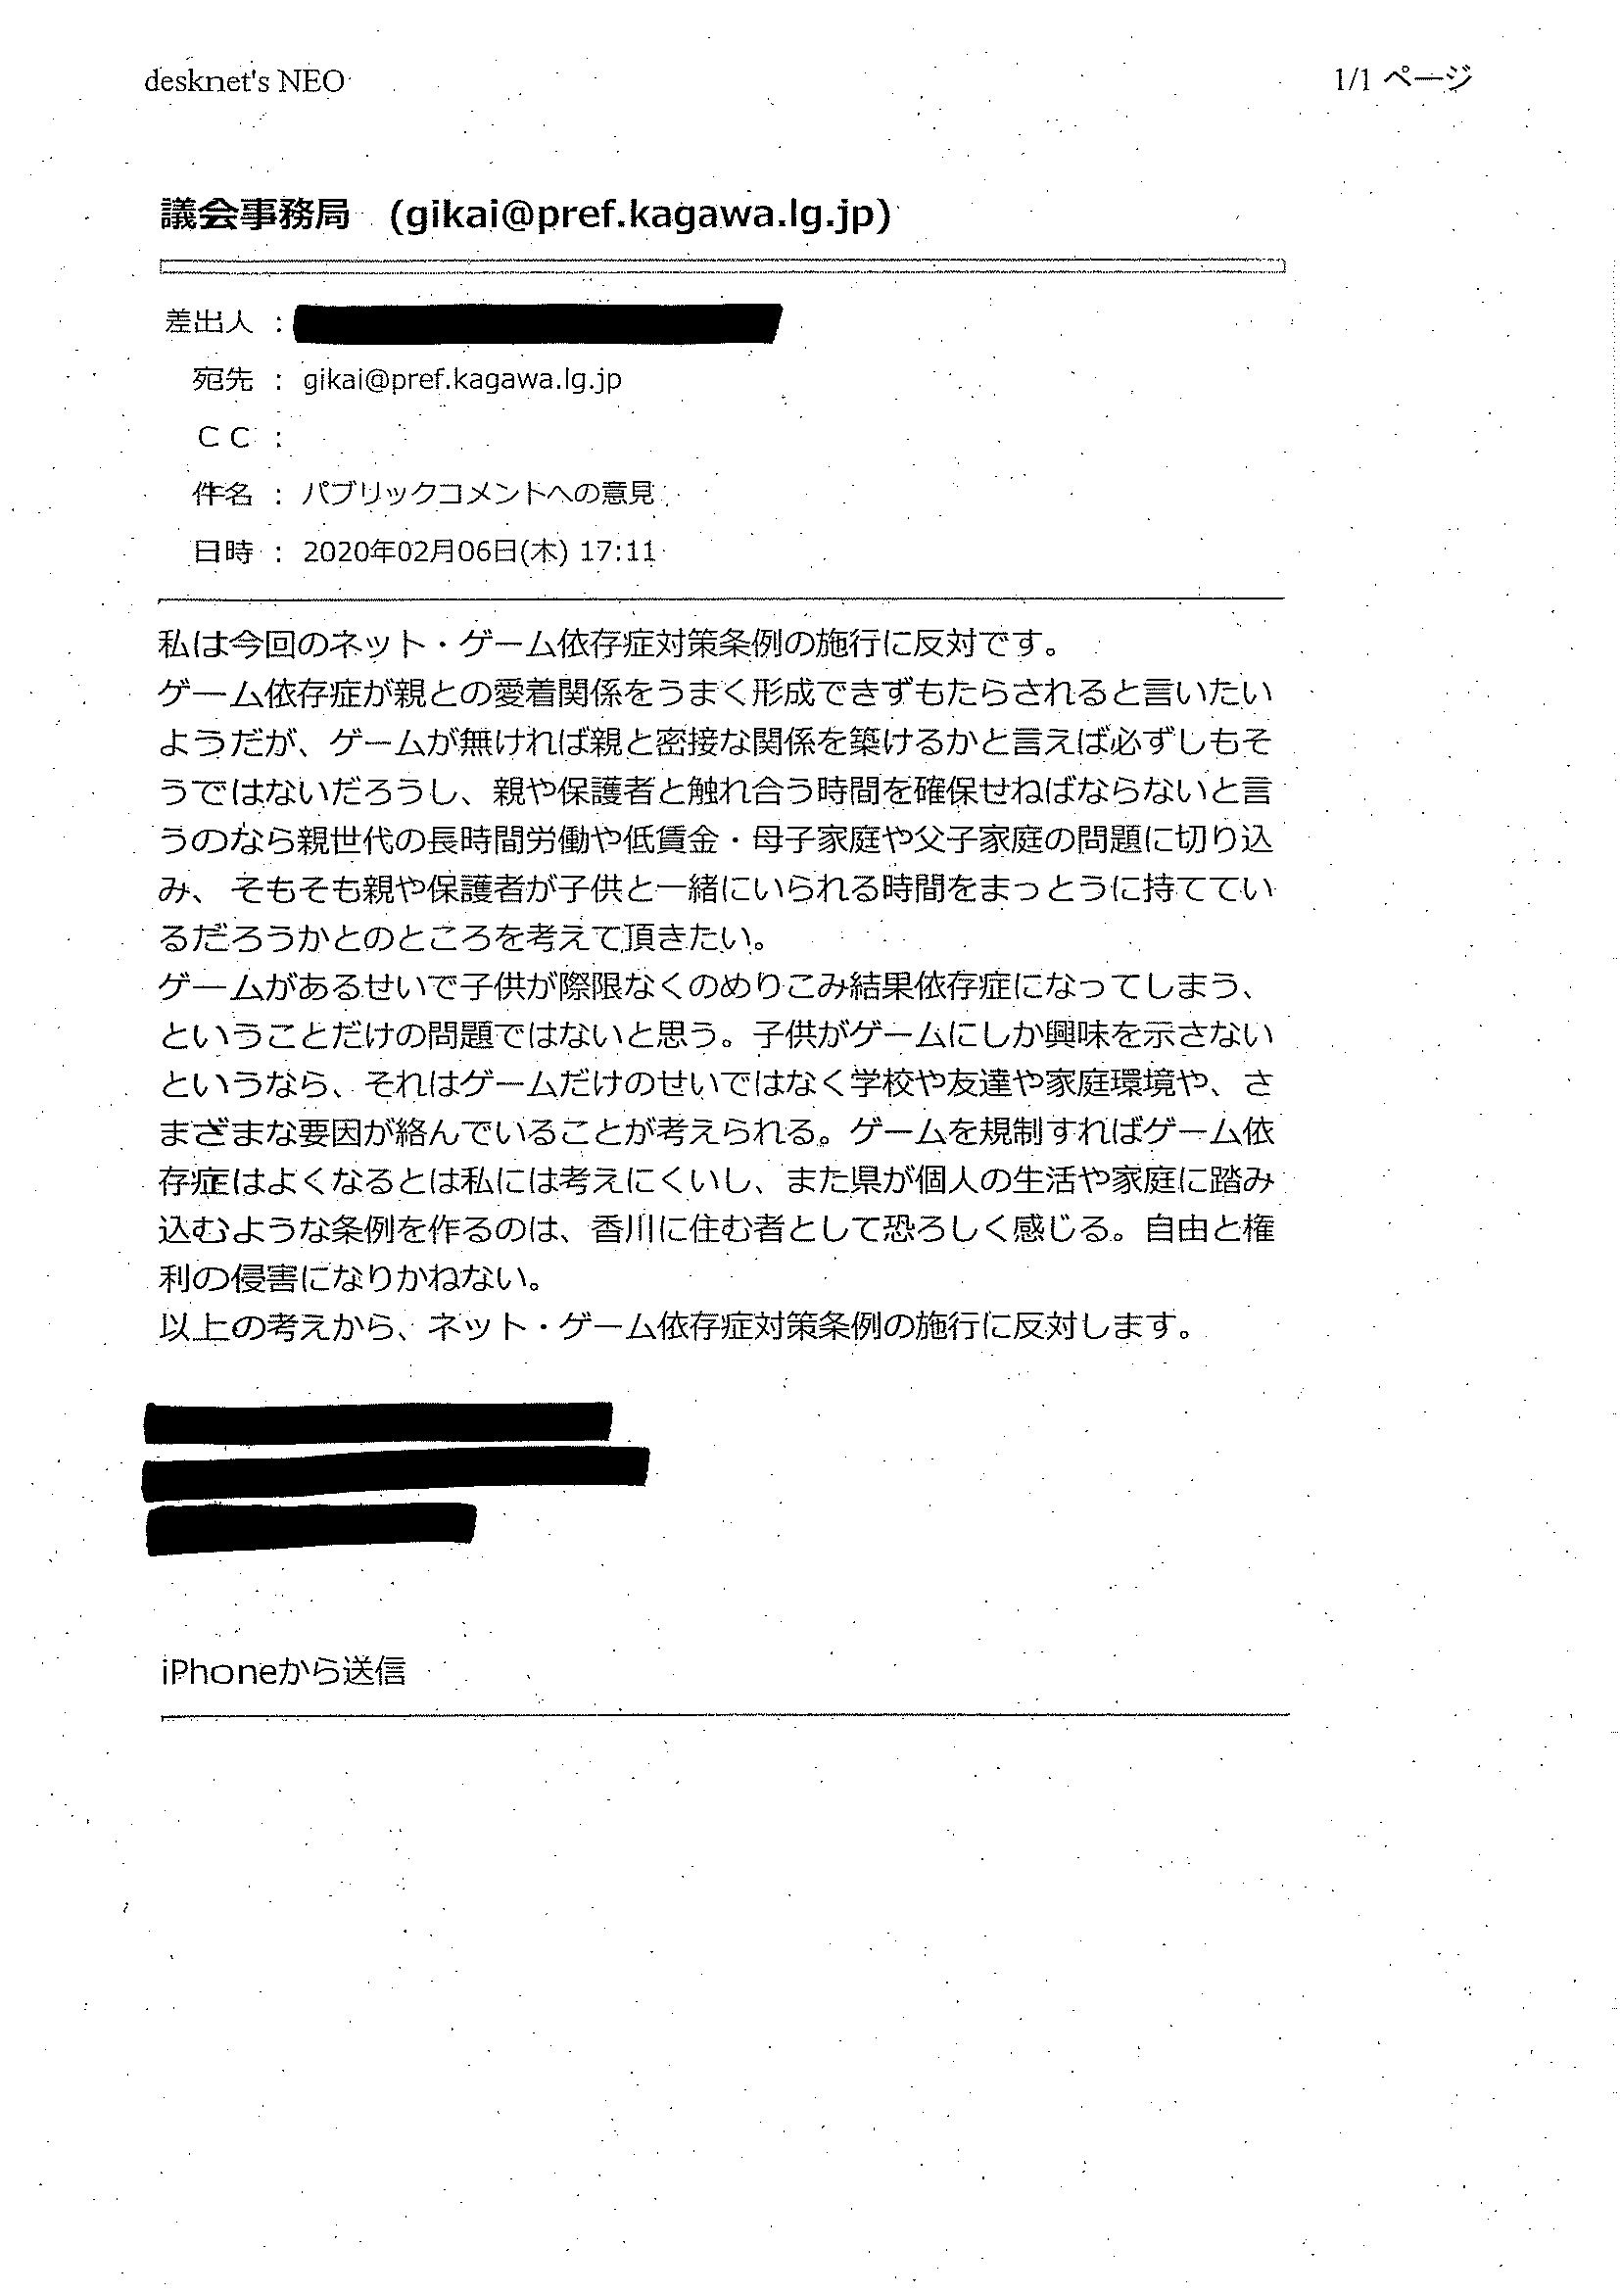 desknet's NEO
1/1 ページ
議会事務局　(gikai@pref.kagawa.lg.jp)
差出人 :
宛先 : gikai@pref.kagawa.lg.jp
ＣＣ :
件名 : パブリックコメントへの意見
日時 : 2020年02月06日(木) 17:11
私は今回のネット・ゲーム依存症対策条例の施行に反対です。
ゲーム依存症が親との愛着関係をうまく形成できずもたらされると言いたい
ようだが、ゲームが無ければ親と密接な関係を築けるかと言えば必ずしもそ
うではないだろうし、親や保護者と触れ合う時間を確保せねばならないと言
うのなら親世代の長時間労働や低賃金・母子家庭や父子家庭の問題に切り込
み、 そもそも親や保護者が子供と一緒にいられる時間をまっとうに持ててい
るだろうかとのところを考えて頂きたい。
ゲームがあるせいで子供が際限なくのめりこみ結果依存症になってしまう、
ということだけの問題ではないと思う。子供がゲームにしか興味を示さない
というなら、それはゲームだけのせいではなく学校や友達や家庭環境や、さ
まざまな要因が絡んでいることが考えられる。ゲームを規制すればゲーム依
存症はよくなるとは私には考えにくいし、また県が個人の生活や家庭に踏み
込むような条例を作るのは、香川に住む者として恐ろしく感じる。自由と権
利の侵害になりかねない。
以上の考えから、ネット・ゲーム依存症対策条例の施行に反対します。
iPhoneから送信